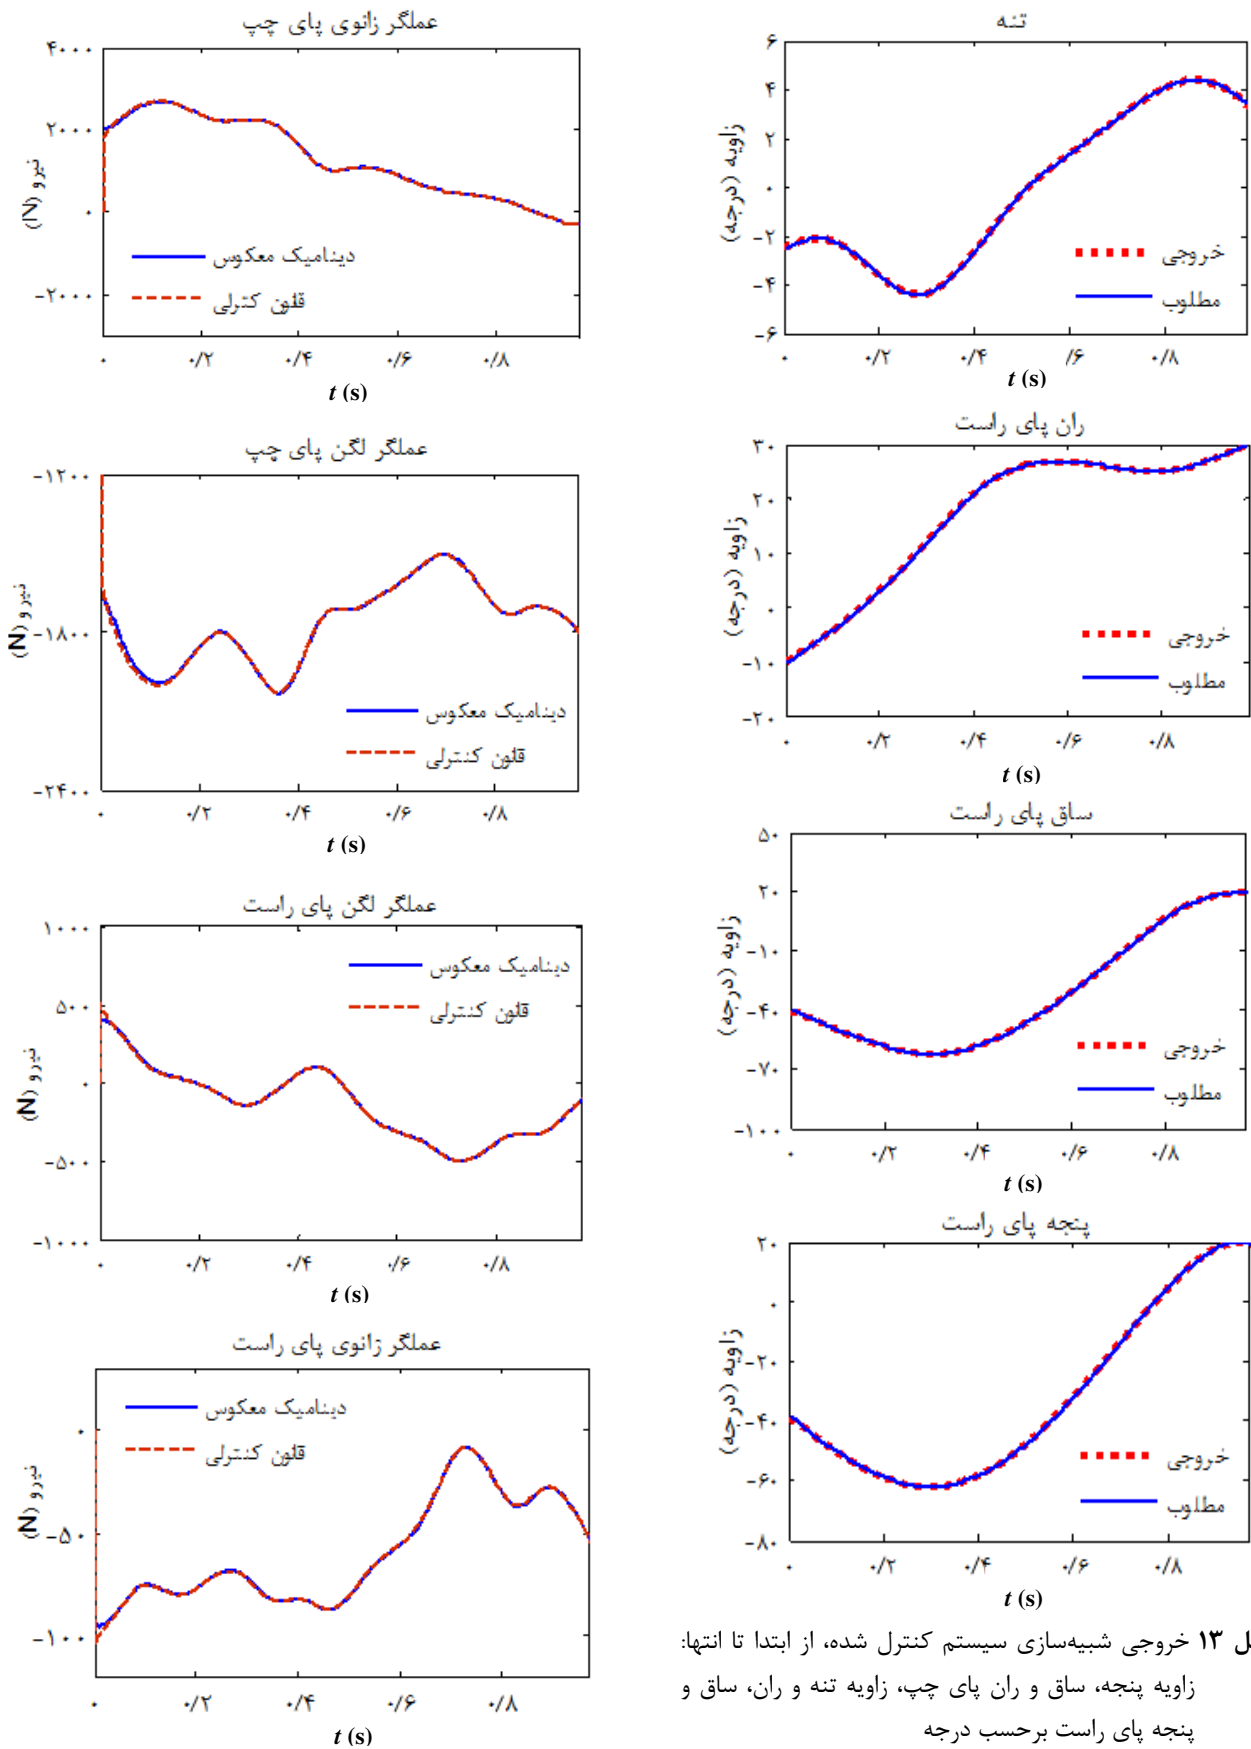 تنه
۶
۴
۲
۰
-۲
-۴
-۶
زاویه (درجه)
خروجی
مطلوب
۰ ۰/۲ ۰/۴ ۰/۶ ۰/۸
t (s)
ران پای راست
۳۰
۲۰
۱۰
۰
-۱۰
-۲۰
زاویه (درجه)
خروجی
مطلوب
۰ ۰/۲ ۰/۴ ۰/۶ ۰/۸
t (s)
ساق پای راست
۵۰
۲۰
-۱۰
-۴۰
-۷۰
-۱۰۰
زاویه (درجه)
خروجی
مطلوب
۰ ۰/۲ ۰/۴ ۰/۶ ۰/۸
t (s)
پنجه پای راست
۲۰
۰
-۲۰
-۴۰
-۶۰
-۸۰
زاویه (درجه)
خروجی
مطلوب
۰ ۰/۲ ۰/۴ ۰/۶ ۰/۸
t (s)
ل ۱۳ خروجی شبیه‌سازی سیستم کنترل شده، از ابتدا تا انتها:
زاویه پنجه، ساق و ران پای چپ، زاویه تنه و ران، ساق و
پنجه پای راست برحسب درجه
عملگر زانوی پای چپ
۴۰۰۰
۲۰۰۰
۰
-۲۰۰۰
نیرو (N)
دینامیک معکوس
قانون کنترلی
۰ ۰/۲ ۰/۴ ۰/۶ ۰/۸
t (s)
عملگر لگن پای چپ
-۱۲۰۰
-۱۸۰۰
-۲۴۰۰
نیرو (N)
دینامیک معکوس
قانون کنترلی
۰ ۰/۲ ۰/۴ ۰/۶ ۰/۸
t (s)
عملگر لگن پای راست
۱۰۰۰
۵۰۰
۰
-۵۰۰
-۱۰۰۰
نیرو (N)
دینامیک معکوس
قانون کنترلی
۰ ۰/۲ ۰/۴ ۰/۶ ۰/۸
t (s)
عملگر زانوی پای راست
۰
-۵۰
-۱۰۰
نیرو (N)
دینامیک معکوس
قانون کنترلی
۰ ۰/۲ ۰/۴ ۰/۶ ۰/۸
t (s)